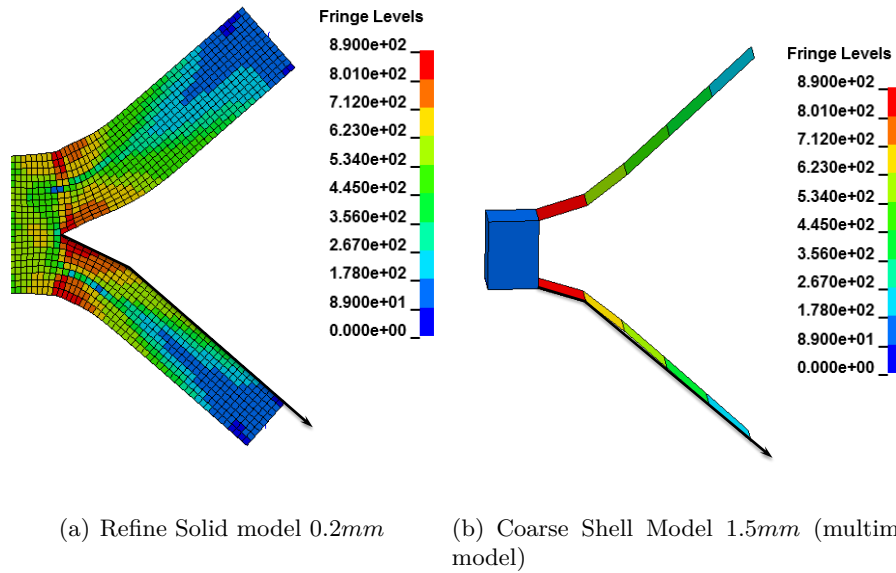 Fringe Levels
8.900e+02
8.010e+02
7.120e+02
6.230e+02
5.340e+02
4.450e+02
3.560e+02
2.670e+02
1.780e+02
8.900e+01
0.000e+00
Fringe Levels
8.900e+02
8.010e+02
7.120e+02
6.230e+02
5.340e+02
4.450e+02
3.560e+02
2.670e+02
1.780e+02
8.900e+01
0.000e+00
(a) Refine Solid model 0.2mm
(b) Coarse Shell Model 1.5mm (multim
model)